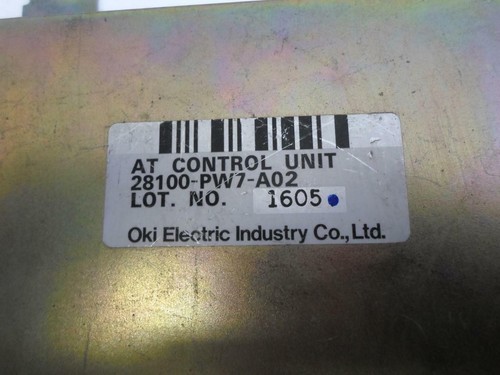 AT CONTROL UNIT
28100-PW7-A02
LOT. NO. 1605
Oki Electric Industry Co., Ltd.